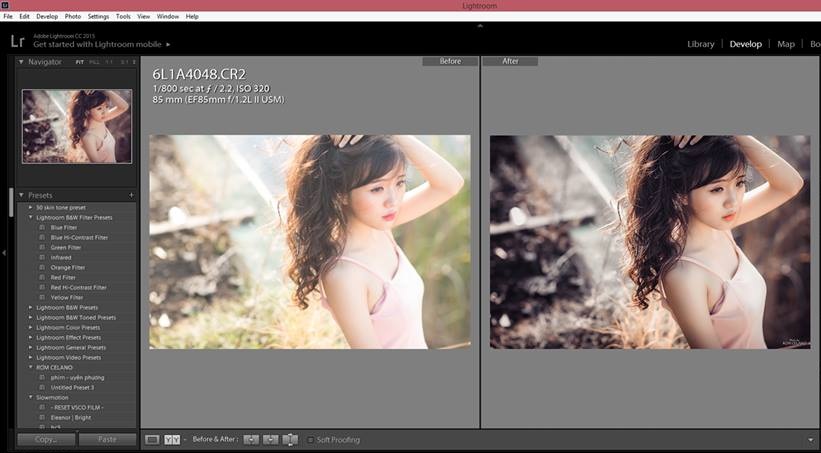 Lightroom
File Edit Develop Photo Settings Tools View Window Help
Lr
Adobe Lightroom CC 2015
Get started with Lightroom mobile
Library | Develop | Map | Bo
Navigator FIT FILL 1:1 3:1
Before
After
6L1A4048.CR2
1/800 sec at ƒ / 2.2, ISO 320
85 mm (EF85mm f/1.2L II USM)
Presets +
50 skin tone preset
Lightroom B&W Filter Presets
Blue Filter
Blue Hi-Contrast Filter
Green Filter
Infrared
Orange Filter
Red Filter
Red Hi-Contrast Filter
Yellow Filter
Lightroom B&W Presets
Lightroom B&W Toned Presets
Lightroom Color Presets
Lightroom Effect Presets
Lightroom General Presets
Lightroom Video Presets
ROM CELANO
phim - uyên phương
Untitled Preset 3
Slowmotion
- RESET VSCO FILM -
Eleanor | Bright
Copy... Paste
YY Before & After : Soft Proofing